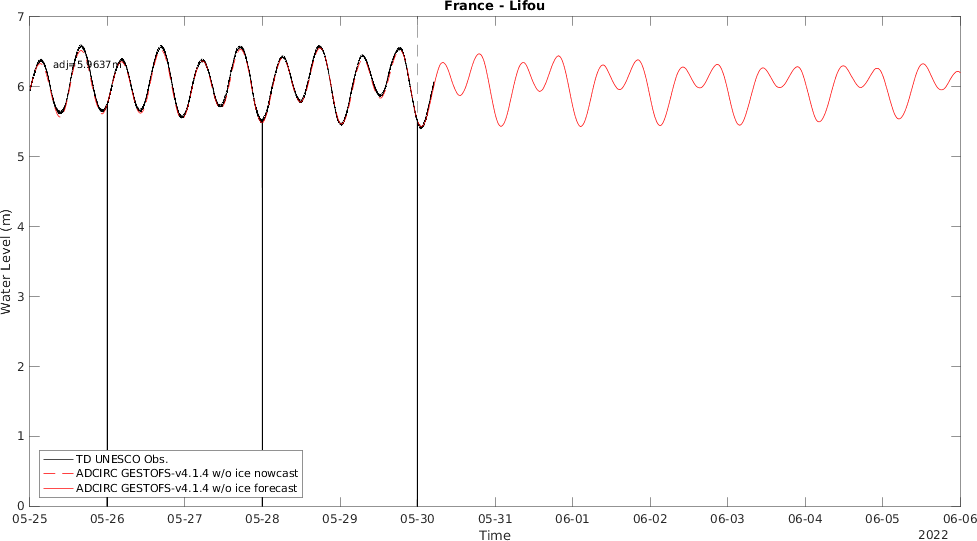 France - Lifou
7
6
5
4
3
2
1
0
Water Level (m)
adj=5.9637m
TD UNESCO Obs.
ADCIRC GESTOFS-v4.1.4 w/o ice nowcast
ADCIRC GESTOFS-v4.1.4 w/o ice forecast
05-25 05-26 05-27 05-28 05-29 05-30 05-31 06-01 06-02 06-03 06-04 06-05 06-06
Time
2022